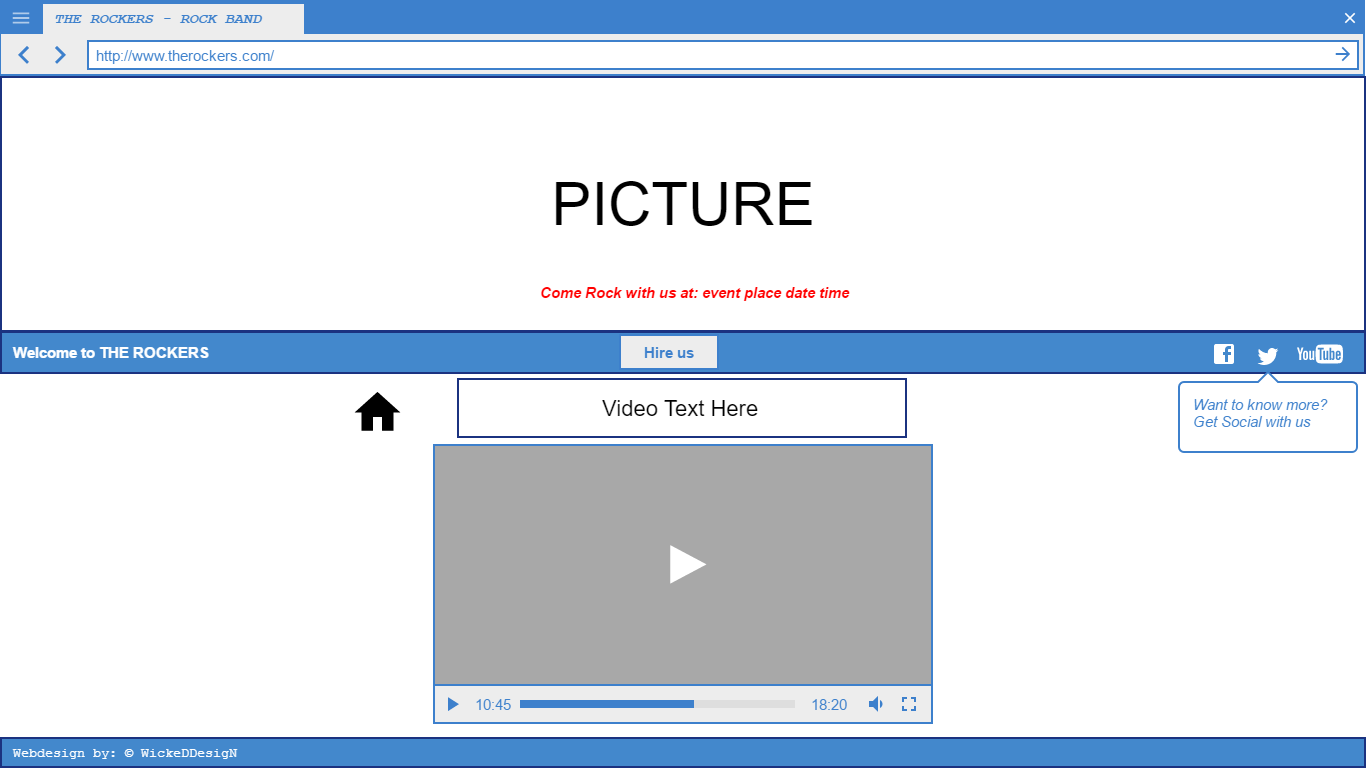 THE ROCKERS - ROCK BAND
http://www.therockers.com/
PICTURE
Come Rock with us at: event place date time
Welcome to THE ROCKERS
Hire us
f
You Tube
Video Text Here
Want to know more?
Get Social with us
10:45
18:20
Webdesign by: © WickeDDesigN